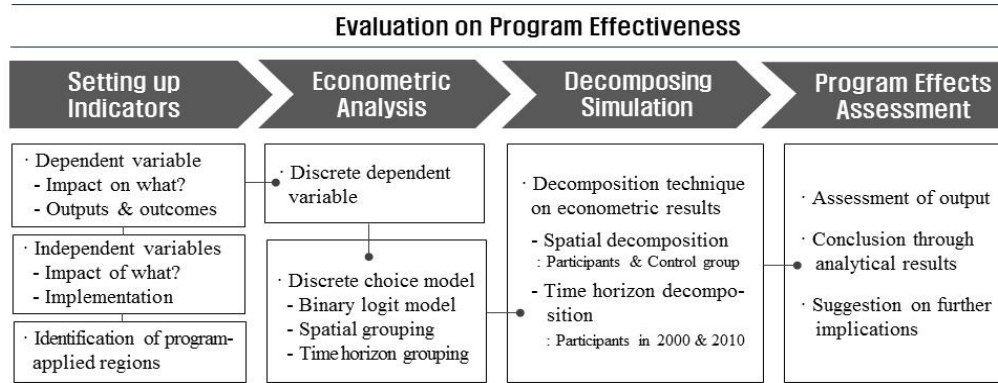 Evaluation on Program Effectiveness
Setting up
Indicators
Econometric
Analysis
Decomposing
Simulation
Program Effects
Assessment
· Dependent variable
- Impact on what?
- Outputs & outcomes
· Independent variables
- Impact of what?
- Implementation
· Identification of program-
applied regions
· Discrete dependent
variable
· Discrete choice model
- Binary logit model
- Spatial grouping
- Time horizon grouping
· Decomposition technique
on econometric results
- Spatial decomposition
: Participants & Control group
- Time horizon decompo-
sition
: Participants in 2000 & 2010
· Assessment of output
· Conclusion through
analytical results
· Suggestion on further
implications